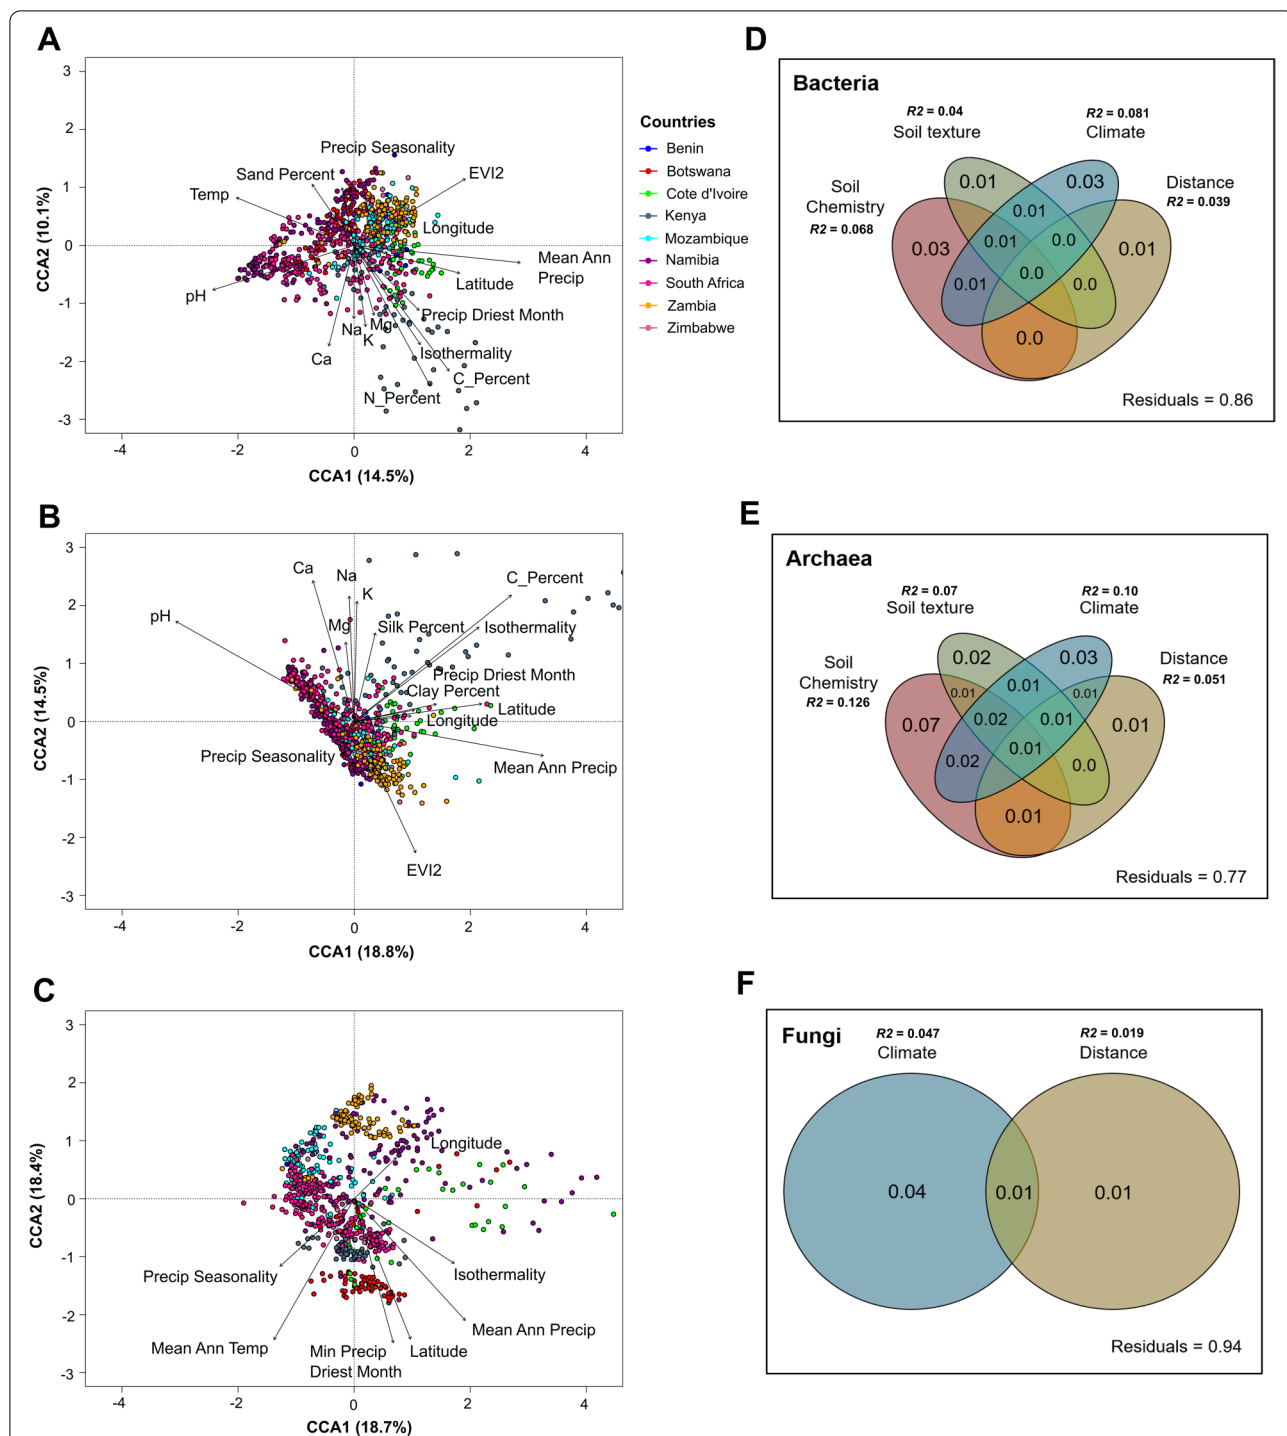 A
3
2
1
0
-1
-2
-3
-4
-2
0
2
4
CCA2 (10.1%)
CCA1 (14.5%)
Precip Seasonality
Sand Percent
EVI2
Temp
Longitude
Mean Ann
Precip
Latitude
pH
Precip Driest Month
Na
Mg
K
Ca
Isothermality
C_Percent
N_Percent
Countries
Benin
Botswana
Cote d'Ivoire
Kenya
Mozambique
Namibia
South Africa
Zambia
Zimbabwe
D
Bacteria
R2 = 0.04
Soil texture
R2 = 0.081
Climate
Soil
Chemistry
R2 = 0.068
Distance
R2 = 0.039
0.01
0.03
0.01
0.03
0.01
0.0
0.01
0.01
0.0
0.0
0.0
Residuals = 0.86
B
3
2
1
0
-1
-2
-3
-4
-2
0
2
4
CCA2 (14.5%)
CCA1 (18.8%)
Ca
Na
K
C_Percent
pH
Mg
Silk Percent
Isothermality
Precip Driest Month
Clay Percent
Latitude
Longitude
Precip Seasonality
Mean Ann Precip
EVI2
E
Archaea
R2 = 0.07
Soil texture
R2 = 0.10
Climate
Soil
Chemistry
R2 = 0.126
Distance
R2 = 0.051
0.02
0.03
0.01
0.01
0.01
0.07
0.02
0.01
0.01
0.01
0.02
0.0
0.01
Residuals = 0.77
C
3
2
1
0
-1
-2
-3
-4
-2
0
2
4
CCA2 (18.4%)
CCA1 (18.7%)
Longitude
Precip Seasonality
Isothermality
Mean Ann Precip
Mean Ann Temp
Min Precip
Driest Month
Latitude
F
Fungi
R2 = 0.047
Climate
R2 = 0.019
Distance
0.04
0.01
0.01
Residuals = 0.94